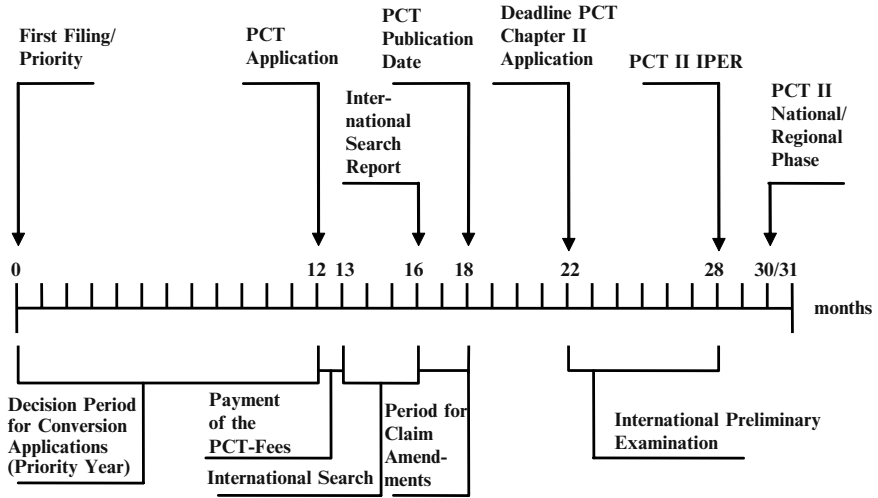 First Filing/
Priority
PCT
Application
Inter-
national
Search
Report
PCT
Publication
Date
Deadline PCT
Chapter II
Application
PCT II IPER
PCT II
National/
Regional
Phase
0
12
13
16
18
22
28
30/31
months
Decision Period
for Conversion
Applications
(Priority Year)
Payment
of the
PCT-Fees
International Search
Period for
Claim
Amend-
ments
International Preliminary
Examination